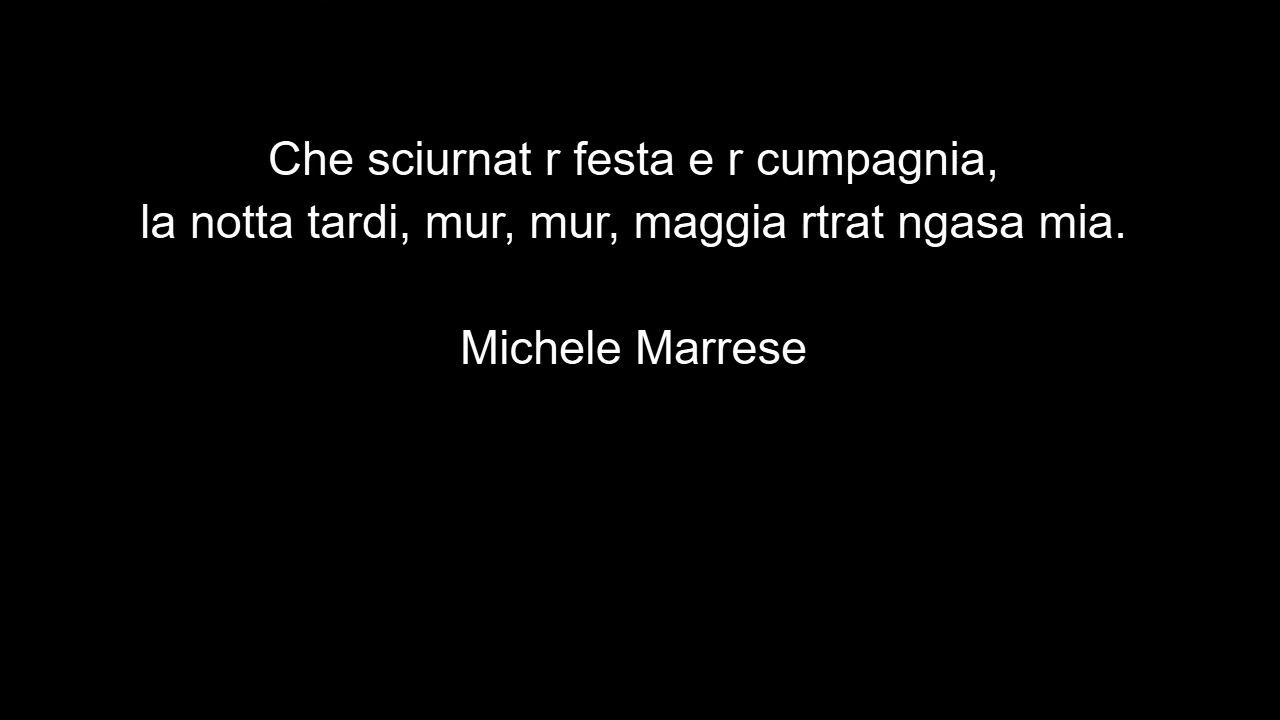 Che sciurnat r festa e r cumpagnia,
la notta tardi, mur, mur, maggia rtrat ngasa mia.
Michele Marrese